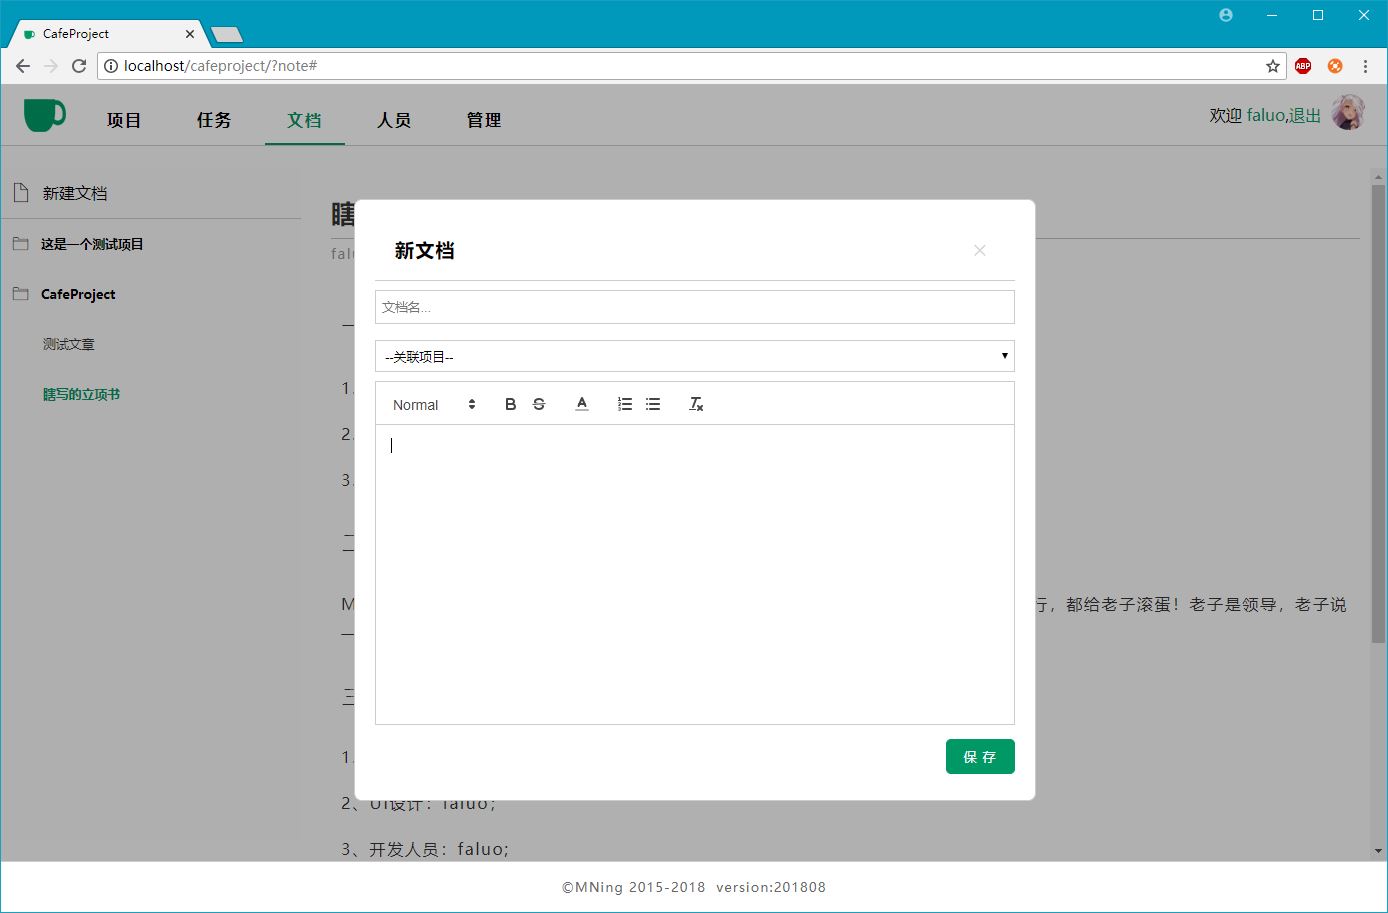 CafeProject
localhost/cafeproject/?note#
ABP
项目 任务 文档 人员 管理
欢迎 faluo,退出
新建文档
这是一个测试项目
CafeProject
测试文章
瞎写的立项书
瞎
新文档
文档名...
--关联项目--
Normal
B S A
保 存
一
1、
2、
3、
二
M
行，都给老子滚蛋！老子是领导，老子说
一
三
1、
2、UI设计：faluo；
3、开发人员：faluo;
©MNing 2015-2018 version:201808